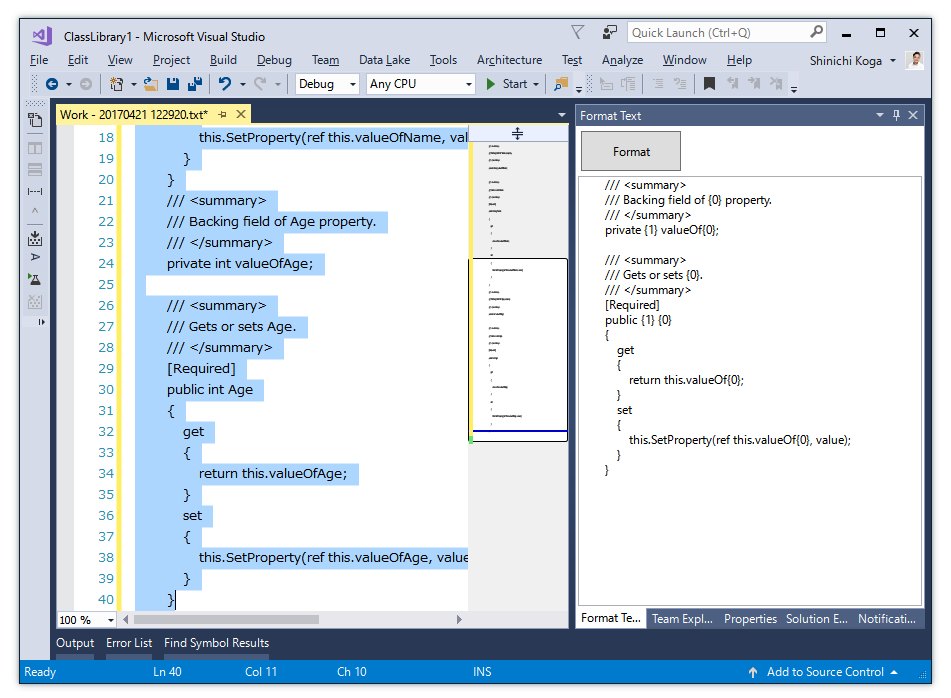 ClassLibrary1 - Microsoft Visual Studio
Quick Launch (Ctrl+Q)
File Edit View Project Build Debug Team Data Lake Tools Architecture Test Analyze Window Help Shinichi Koga
Debug Any CPU Start
Work - 20170421 122920.txt*
18 this.SetProperty(ref this.valueOfName, val
19 }
20 }
21 /// <summary>
22 /// Backing field of Age property.
23 /// </summary>
24 private int valueOfAge;
25
26 /// <summary>
27 /// Gets or sets Age.
28 /// </summary>
29 [Required]
30 public int Age
31 {
32 get
33 {
34 return this.valueOfAge;
35 }
36 set
37 {
38 this.SetProperty(ref this.valueOfAge, value
39 }
40 }
100 %
Format Text
Format
/// <summary>
/// Backing field of {0} property.
/// </summary>
private {1} valueOf{0};
/// <summary>
/// Gets or sets {0}.
/// </summary>
[Required]
public {1} {0}
{
get
{
return this.valueOf{0};
}
set
{
this.SetProperty(ref this.valueOf{0}, value);
}
}
Format Te... Team Expl... Properties Solution E... Notificati...
Output Error List Find Symbol Results
Ready Ln 40 Col 11 Ch 10 INS Add to Source Control